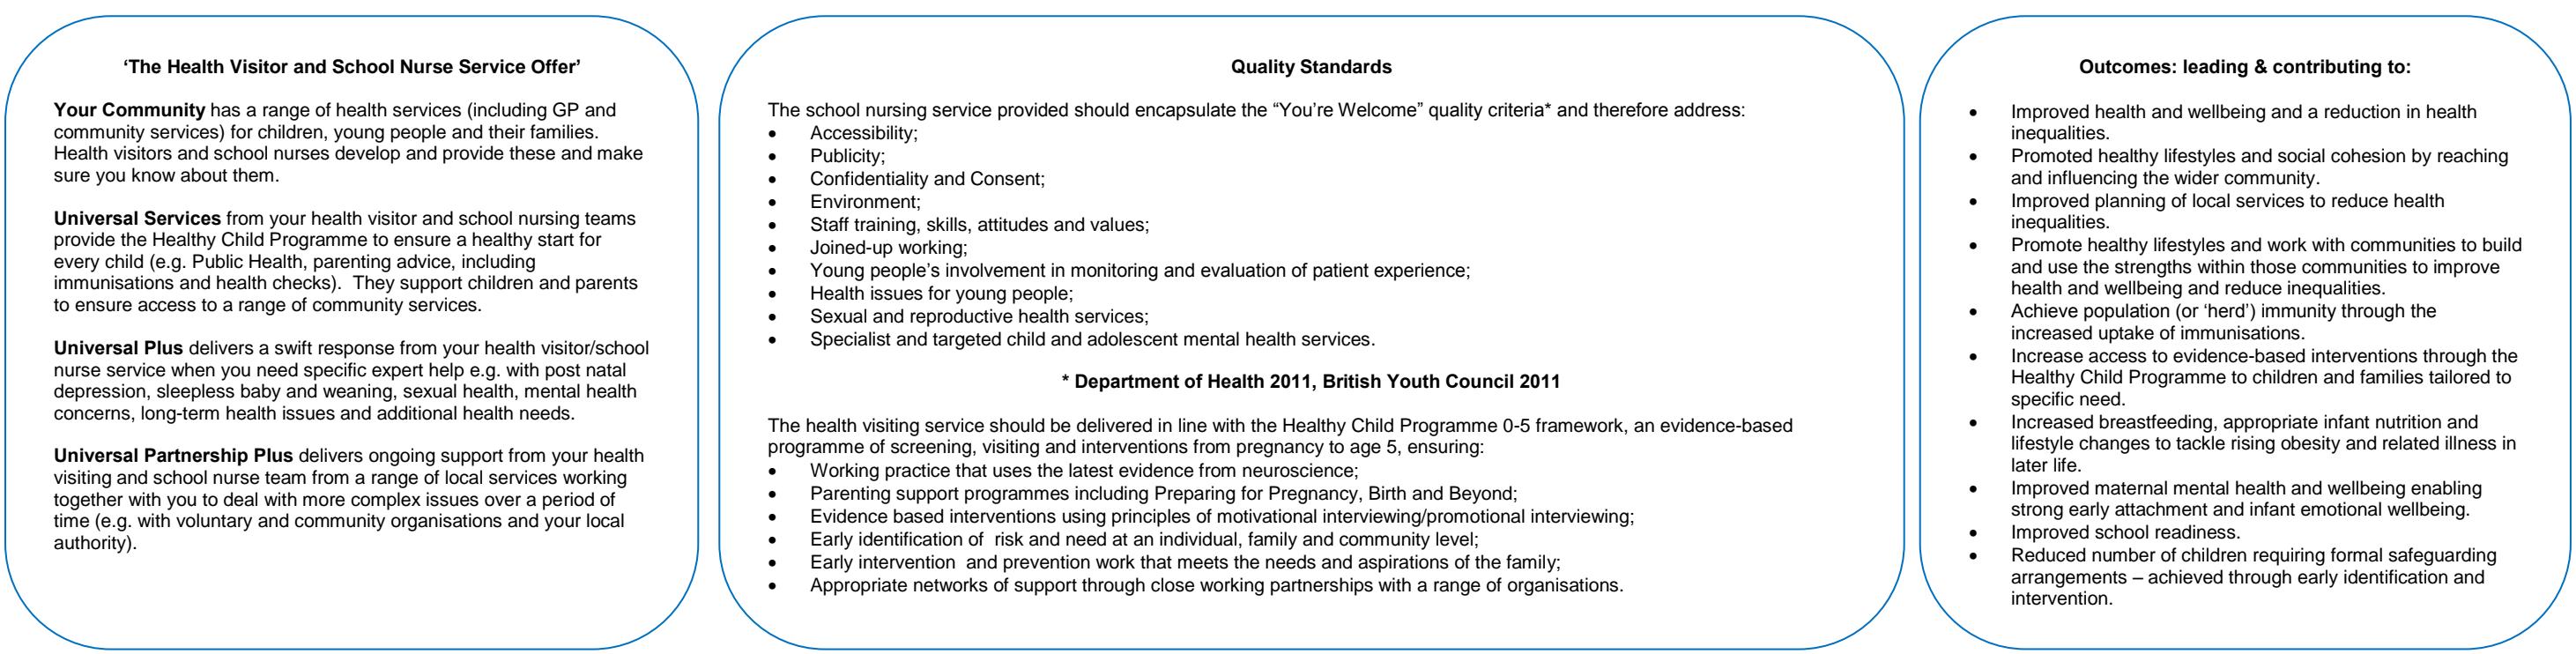 ‘The Health Visitor and School Nurse Service Offer’
Your Community has a range of health services (including GP and
community services) for children, young people and their families.
Health visitors and school nurses develop and provide these and make
sure you know about them.
Universal Services from your health visitor and school nursing teams
provide the Healthy Child Programme to ensure a healthy start for
every child (e.g. Public Health, parenting advice, including
immunisations and health checks).  They support children and parents
to ensure access to a range of community services.
Universal Plus delivers a swift response from your health visitor/school
nurse service when you need specific expert help e.g. with post natal
depression, sleepless baby and weaning, sexual health, mental health
concerns, long-term health issues and additional health needs.
Universal Partnership Plus delivers ongoing support from your health
visiting and school nurse team from a range of local services working
together with you to deal with more complex issues over a period of
time (e.g. with voluntary and community organisations and your local
authority).
Quality Standards
The school nursing service provided should encapsulate the “You’re Welcome” quality criteria* and therefore address:
• Accessibility;
• Publicity;
• Confidentiality and Consent;
• Environment;
• Staff training, skills, attitudes and values;
• Joined-up working;
• Young people’s involvement in monitoring and evaluation of patient experience;
• Health issues for young people;
• Sexual and reproductive health services;
• Specialist and targeted child and adolescent mental health services.
* Department of Health 2011, British Youth Council 2011
The health visiting service should be delivered in line with the Healthy Child Programme 0-5 framework, an evidence-based
programme of screening, visiting and interventions from pregnancy to age 5, ensuring:
• Working practice that uses the latest evidence from neuroscience;
• Parenting support programmes including Preparing for Pregnancy, Birth and Beyond;
• Evidence based interventions using principles of motivational interviewing/promotional interviewing;
• Early identification of  risk and need at an individual, family and community level;
• Early intervention  and prevention work that meets the needs and aspirations of the family;
• Appropriate networks of support through close working partnerships with a range of organisations.
Outcomes: leading & contributing to:
• Improved health and wellbeing and a reduction in health
inequalities.
• Promoted healthy lifestyles and social cohesion by reaching
and influencing the wider community.
• Improved planning of local services to reduce health
inequalities.
• Promote healthy lifestyles and work with communities to build
and use the strengths within those communities to improve
health and wellbeing and reduce inequalities.
• Achieve population (or ‘herd’) immunity through the
increased uptake of immunisations.
• Increase access to evidence-based interventions through the
Healthy Child Programme to children and families tailored to
specific need.
• Increased breastfeeding, appropriate infant nutrition and
lifestyle changes to tackle rising obesity and related illness in
later life.
• Improved maternal mental health and wellbeing enabling
strong early attachment and infant emotional wellbeing.
• Improved school readiness.
• Reduced number of children requiring formal safeguarding
arrangements – achieved through early identification and
intervention.